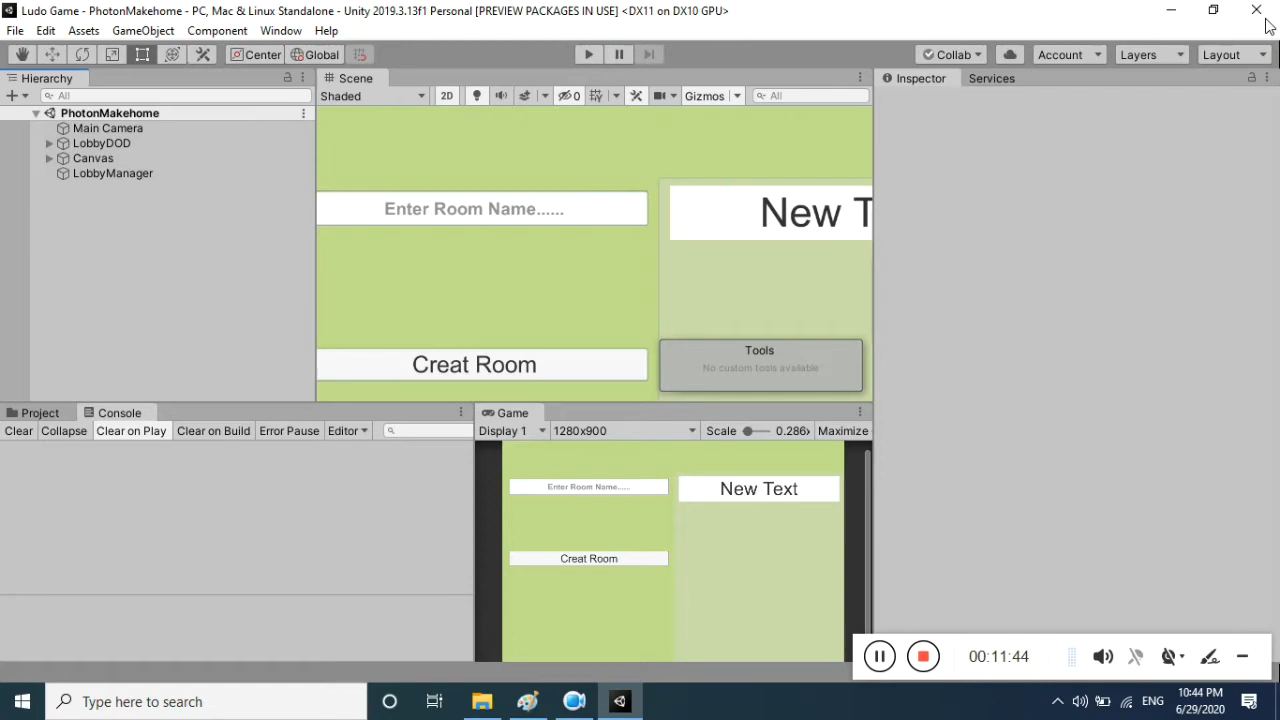 Ludo Game - PhotonMakehome - PC, Mac & Linux Standalone - Unity 2019.3.13f1 Personal [PREVIEW PACKAGES IN USE] <DX11 on DX10 GPU>
File Edit Assets GameObject Component Window Help
Center Global Collab Account Layers Layout
Hierarchy
All
PhotonMakehome
Main Camera
LobbyDOD
Canvas
LobbyManager
Scene
Shaded 2D 0 Gizmos All
Enter Room Name......
New T
Creat Room
Tools
No custom tools available
Inspector Services
Project Console
Clear Collapse Clear on Play Clear on Build Error Pause Editor
Game
Display 1 1280x900 Scale 0.286x Maximize
Enter Room Name......
New Text
Creat Room
00:11:44
Type here to search
ENG
10:44 PM
6/29/2020